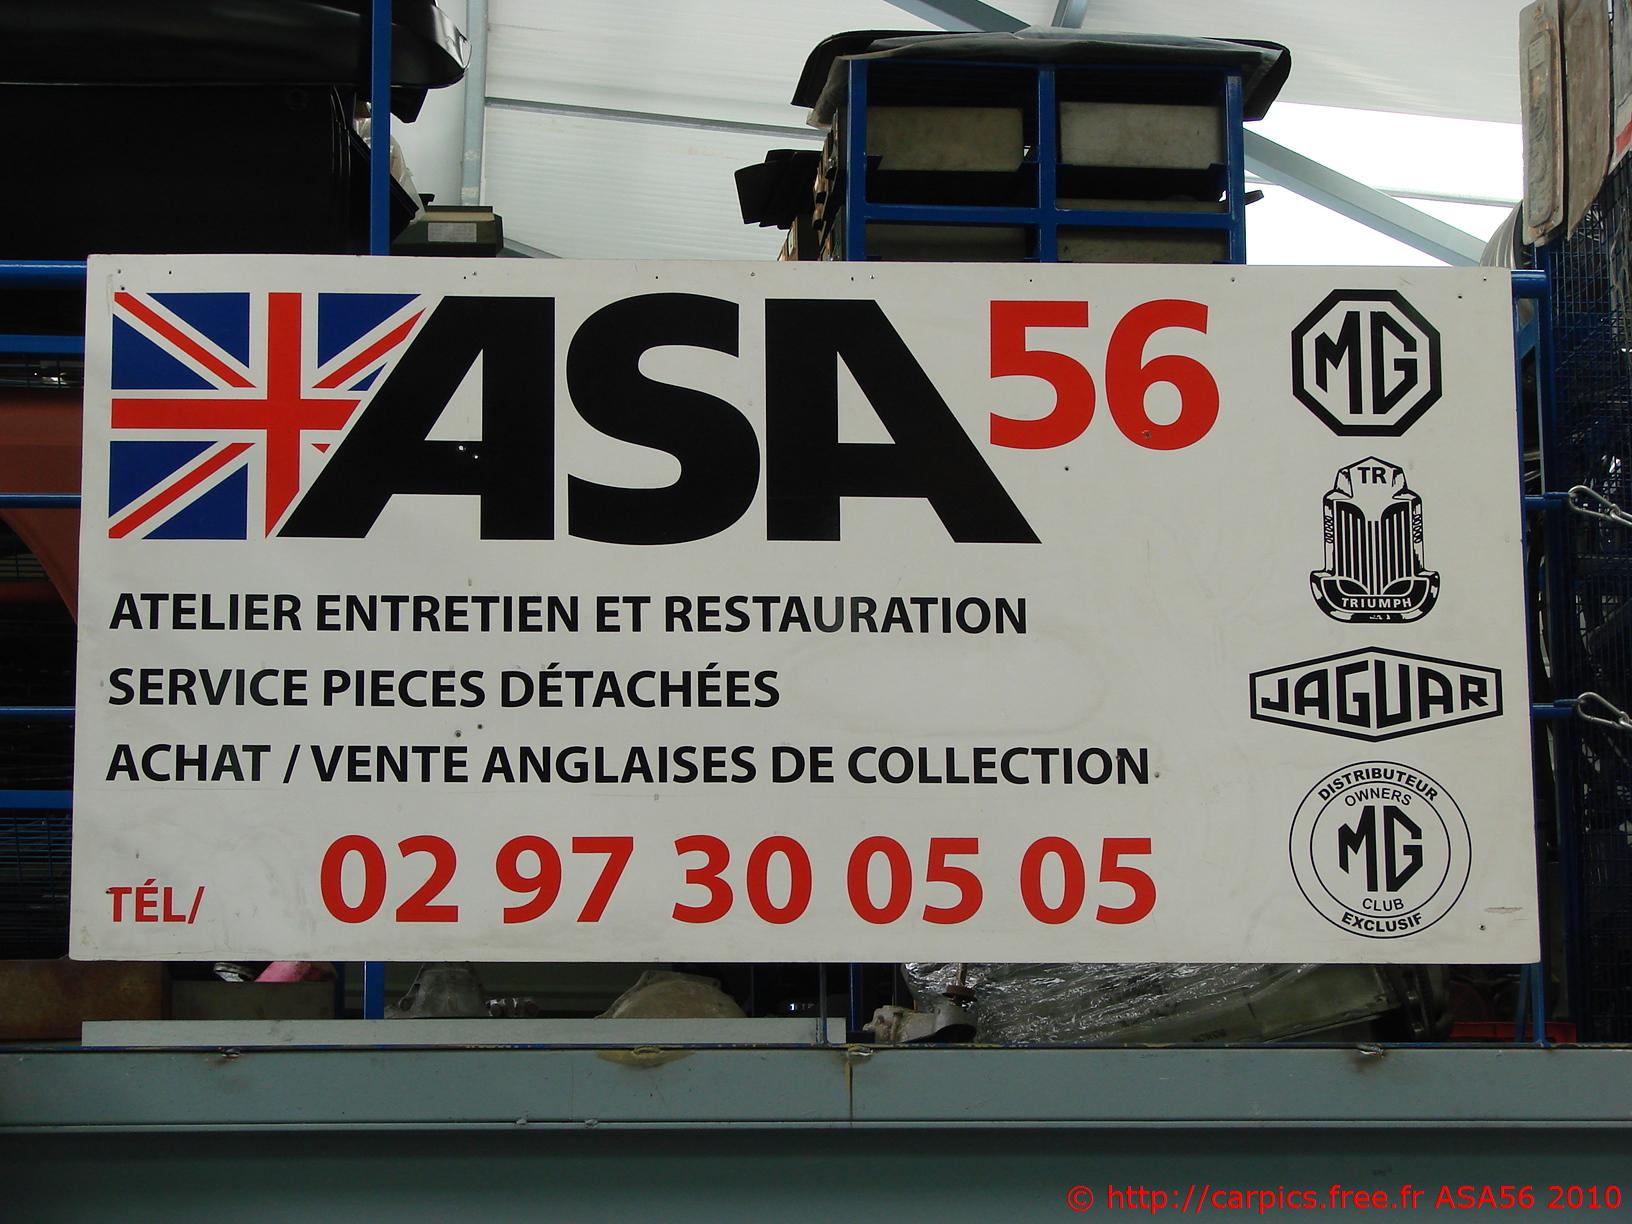 ASA 56
ATELIER ENTRETIEN ET RESTAURATION
SERVICE PIECES DÉTACHÉES
ACHAT / VENTE ANGLAISES DE COLLECTION
TÉL/ 02 97 30 05 05
MG
TR
TRIUMPH
JAGUAR
DISTRIBUTEUR
OWNERS
MG
CLUB
EXCLUSIF
© http://carpics.free.fr ASA56 2010